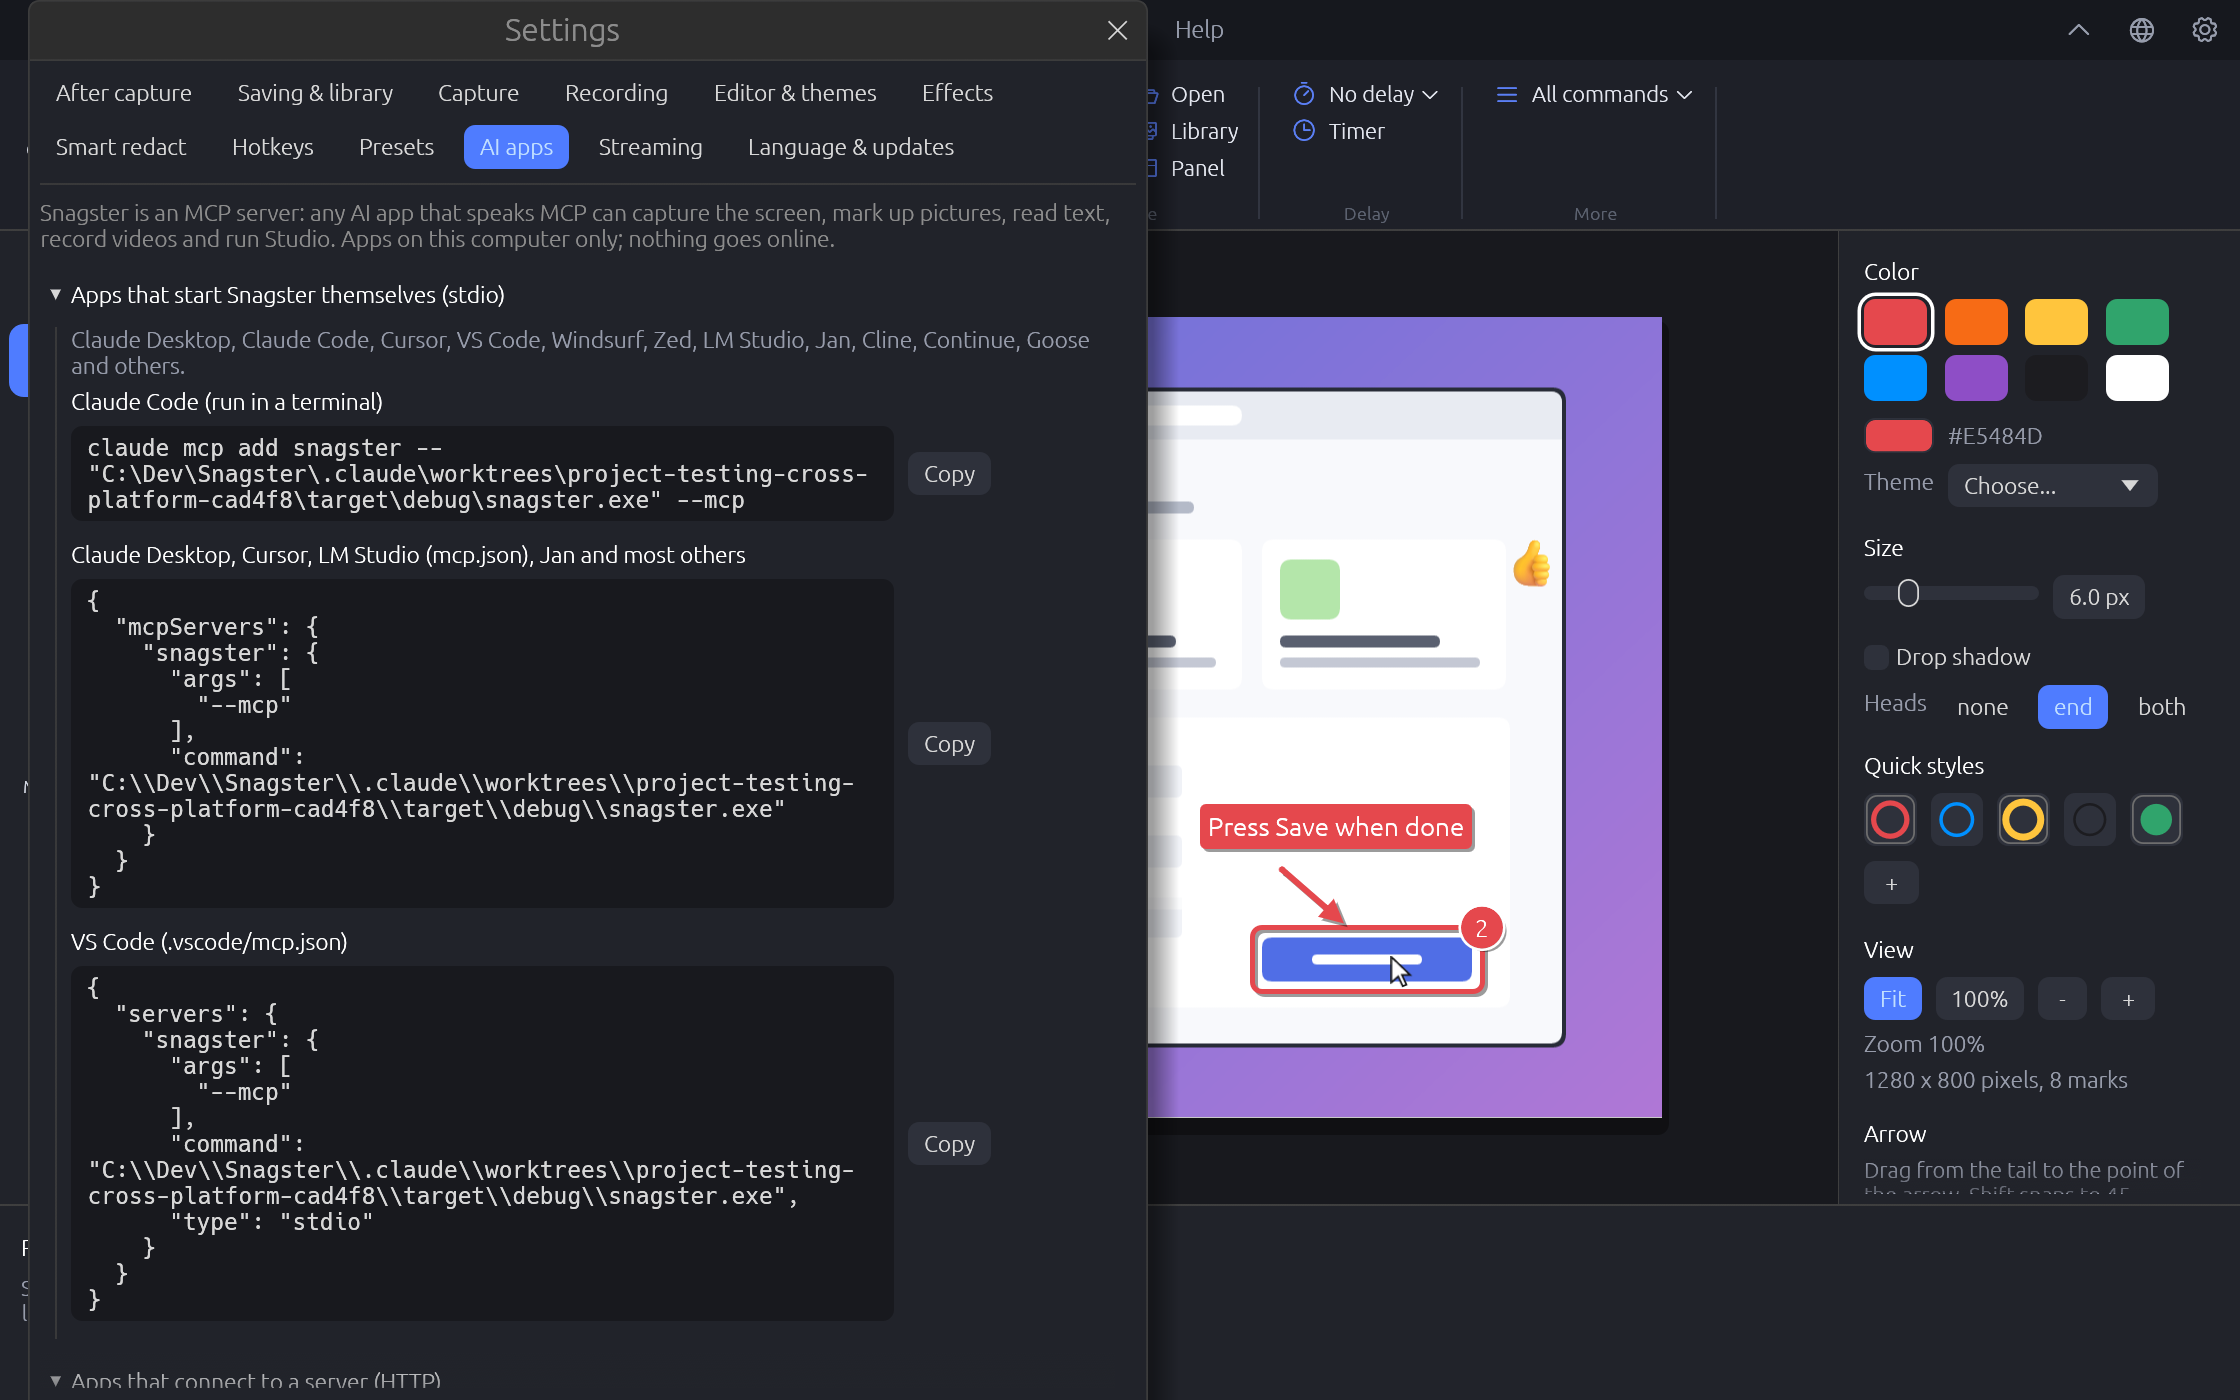 Settings
After capture Saving & library Capture Recording Editor & themes Effects
Smart redact Hotkeys Presets AI apps Streaming Language & updates
Snagster is an MCP server: any AI app that speaks MCP can capture the screen, mark up pictures, read text,
record videos and run Studio. Apps on this computer only; nothing goes online.
▼ Apps that start Snagster themselves (stdio)
Claude Desktop, Claude Code, Cursor, VS Code, Windsurf, Zed, LM Studio, Jan, Cline, Continue, Goose
and others.
Claude Code (run in a terminal)
claude mcp add snagster --
"C:\Dev\Snagster\.claude\worktrees\project-testing-cross-
platform-cad4f8\target\debug\snagster.exe" --mcp
Copy
Claude Desktop, Cursor, LM Studio (mcp.json), Jan and most others
{
  "mcpServers": {
    "snagster": {
      "args": [
        "--mcp"
      ],
      "command":
"C:\\Dev\\Snagster\\.claude\\worktrees\\project-testing-
cross-platform-cad4f8\\target\\debug\\snagster.exe"
    }
  }
}
Copy
VS Code (.vscode/mcp.json)
{
  "servers": {
    "snagster": {
      "args": [
        "--mcp"
      ],
      "command":
"C:\\Dev\\Snagster\\.claude\\worktrees\\project-testing-
cross-platform-cad4f8\\target\\debug\\snagster.exe",
      "type": "stdio"
    }
  }
}
Copy
▼ Apps that connect to a server (HTTP)
Help
Open
Library
Panel
No delay
Timer
Delay
All commands
More
Press Save when done
2
Color
#E5484D
Theme Choose...
Size
6.0 px
Drop shadow
Heads none end both
Quick styles
+
View
Fit 100% - +
Zoom 100%
1280 x 800 pixels, 8 marks
Arrow
Drag from the tail to the point of
the arrow. Shift snaps to 45